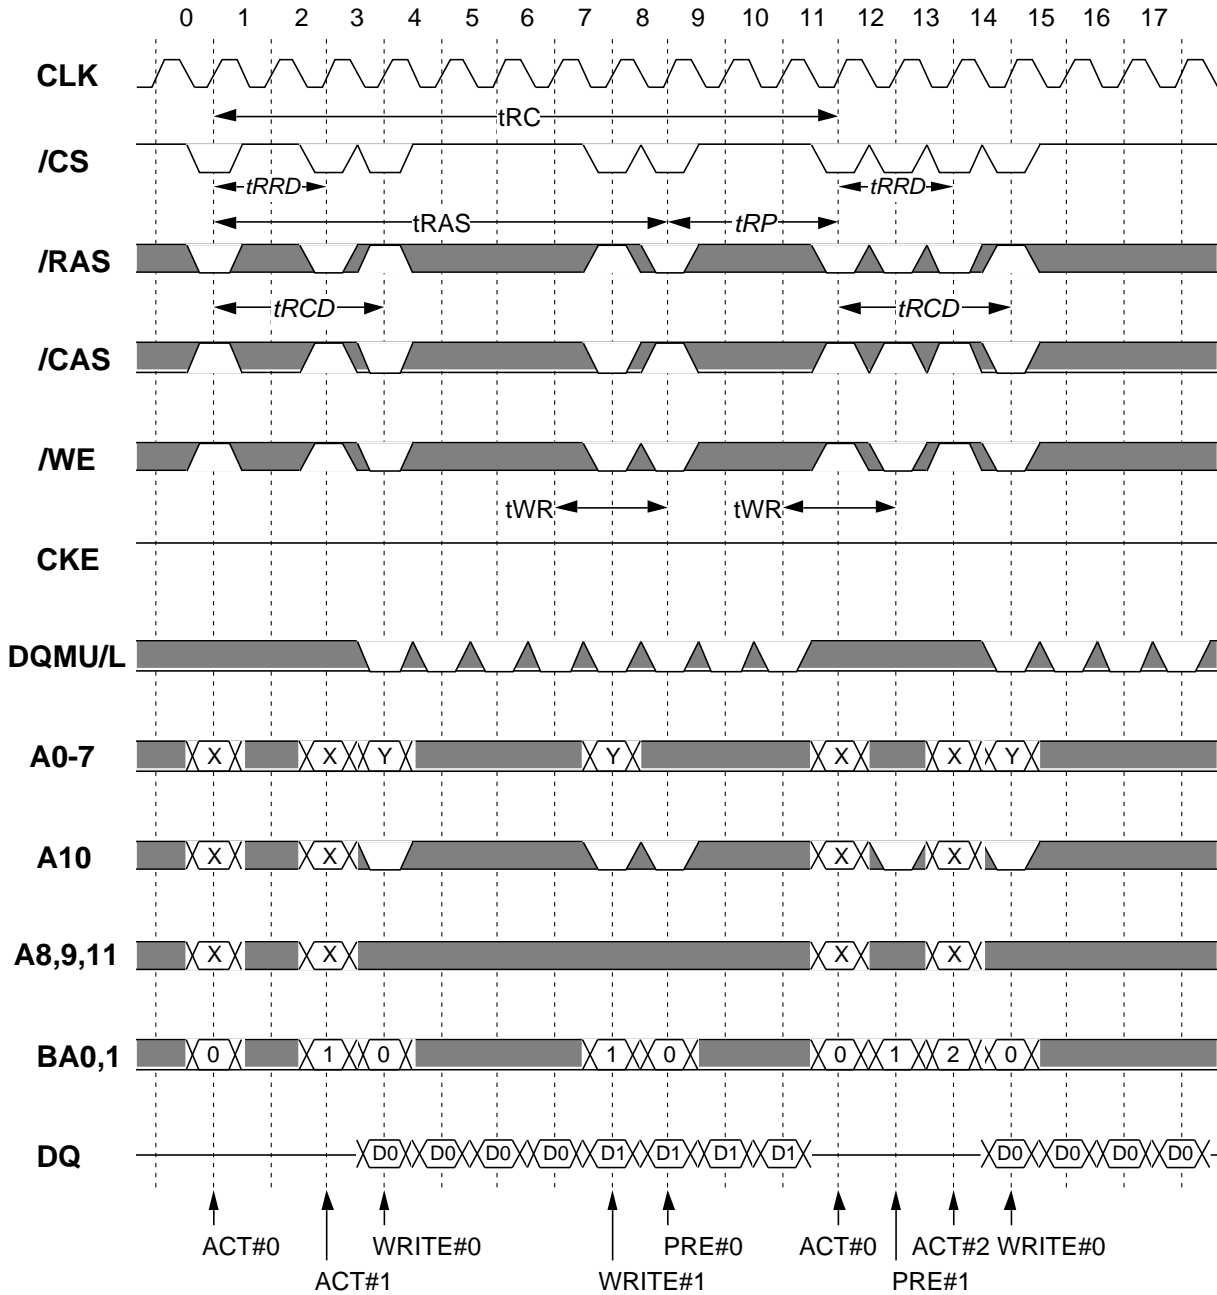 0 1 2 3 4 5 6 7 8 9 10 11 12 13 14 15 16 17
CLK
tRC
/CS
tRRD tRRD
tRAS tRP
/RAS
tRCD tRCD
/CAS
/WE
tWR tWR
CKE
DQMU/L
A0-7 X X Y Y X X Y
A10 X X X X
A8,9,11 X X X X
BA0,1 0 1 0 1 0 0 1 2 0
DQ D0 D0 D0 D0 D1 D1 D1 D1 D0 D0 D0 D0
ACT#0 WRITE#0 PRE#0 ACT#0 ACT#2 WRITE#0
ACT#1 WRITE#1 PRE#1